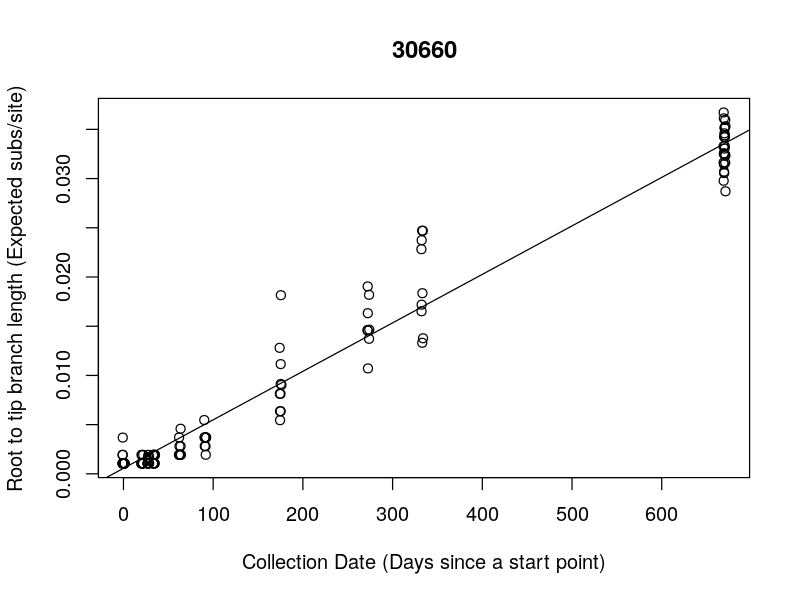 30660
Root to tip branch length (Expected subs/site)
0.030
0.020
0.010
0.000
0 100 200 300 400 500 600
Collection Date (Days since a start point)